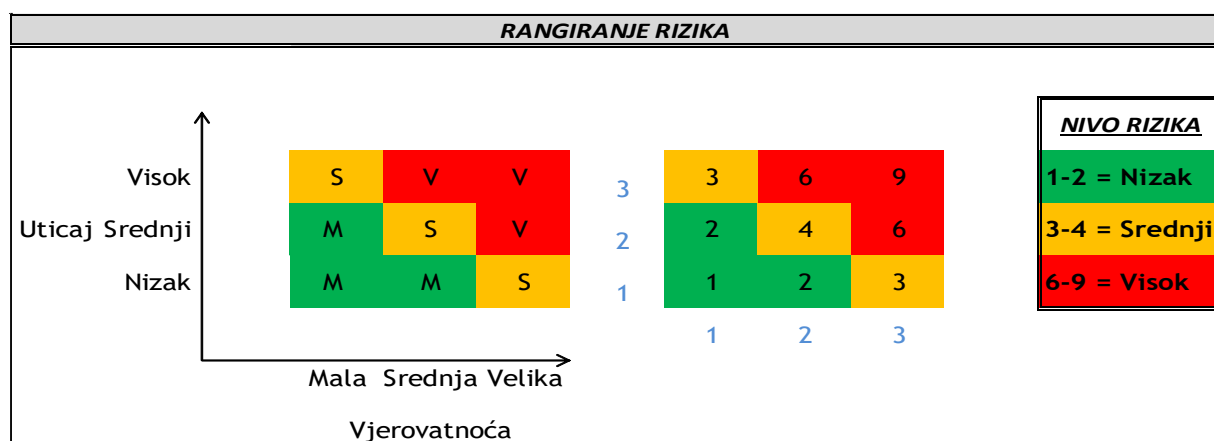 RANGIRANJE RIZIKA
NIVO RIZIKA
Visok S V V 3 3 6 9 1-2 = Nizak
Uticaj Srednji M S V 2 2 4 6 3-4 = Srednji
Nizak M M S 1 1 2 3 6-9 = Visok
1 2 3
Mala Srednja Velika
Vjerovatnoća